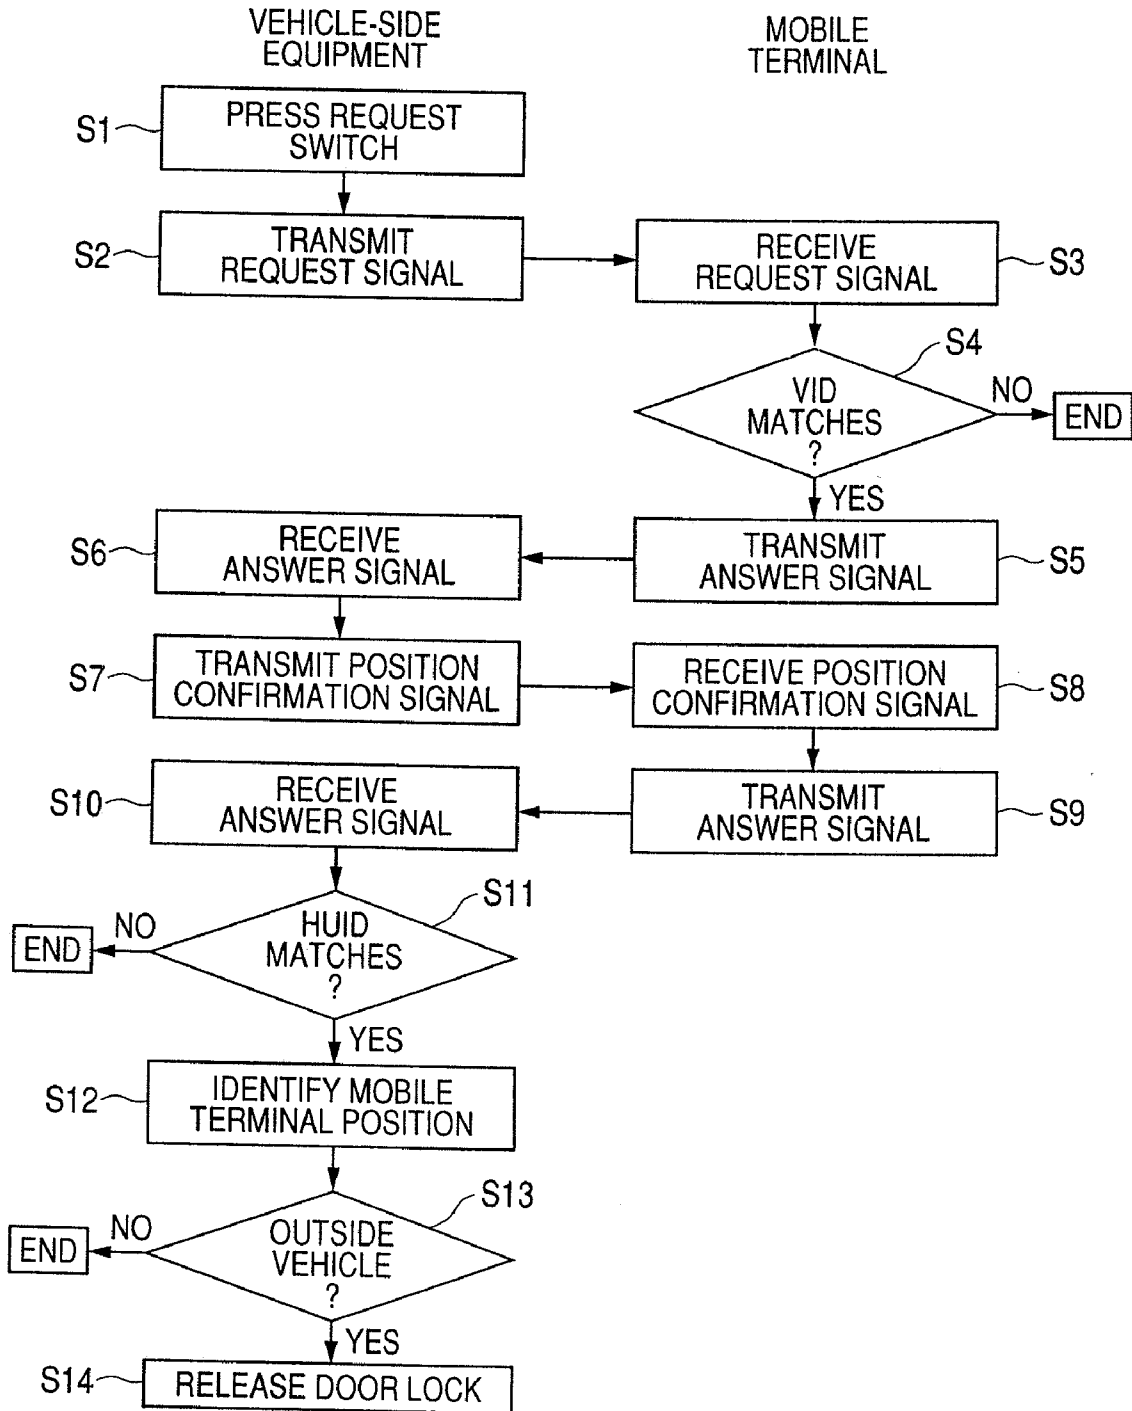 VEHICLE-SIDE
EQUIPMENT
MOBILE
TERMINAL
S1
PRESS REQUEST
SWITCH
S2
TRANSMIT
REQUEST SIGNAL
RECEIVE
REQUEST SIGNAL
S3
S4
VID
MATCHES
?
NO
END
YES
S6
RECEIVE
ANSWER SIGNAL
TRANSMIT
ANSWER SIGNAL
S5
S7
TRANSMIT POSITION
CONFIRMATION SIGNAL
RECEIVE POSITION
CONFIRMATION SIGNAL
S8
S10
RECEIVE
ANSWER SIGNAL
TRANSMIT
ANSWER SIGNAL
S9
S11
HUID
MATCHES
?
NO
END
YES
S12
IDENTIFY MOBILE
TERMINAL POSITION
S13
OUTSIDE
VEHICLE
?
NO
END
YES
S14
RELEASE DOOR LOCK